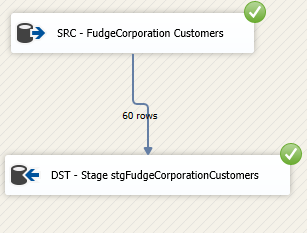 SRC - FudgeCorporation Customers
60 rows
DST - Stage stgFudgeCorporationCustomers